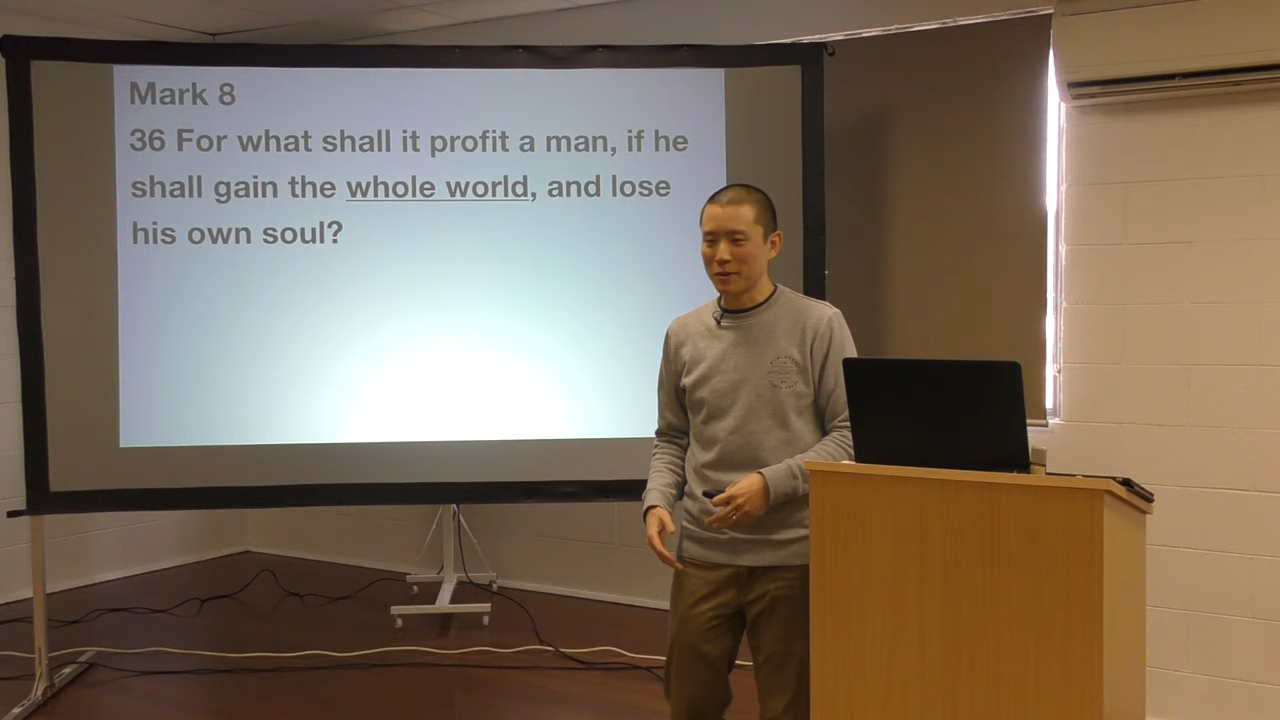 Mark 8
36 For what shall it profit a man, if he
shall gain the whole world, and lose
his own soul?